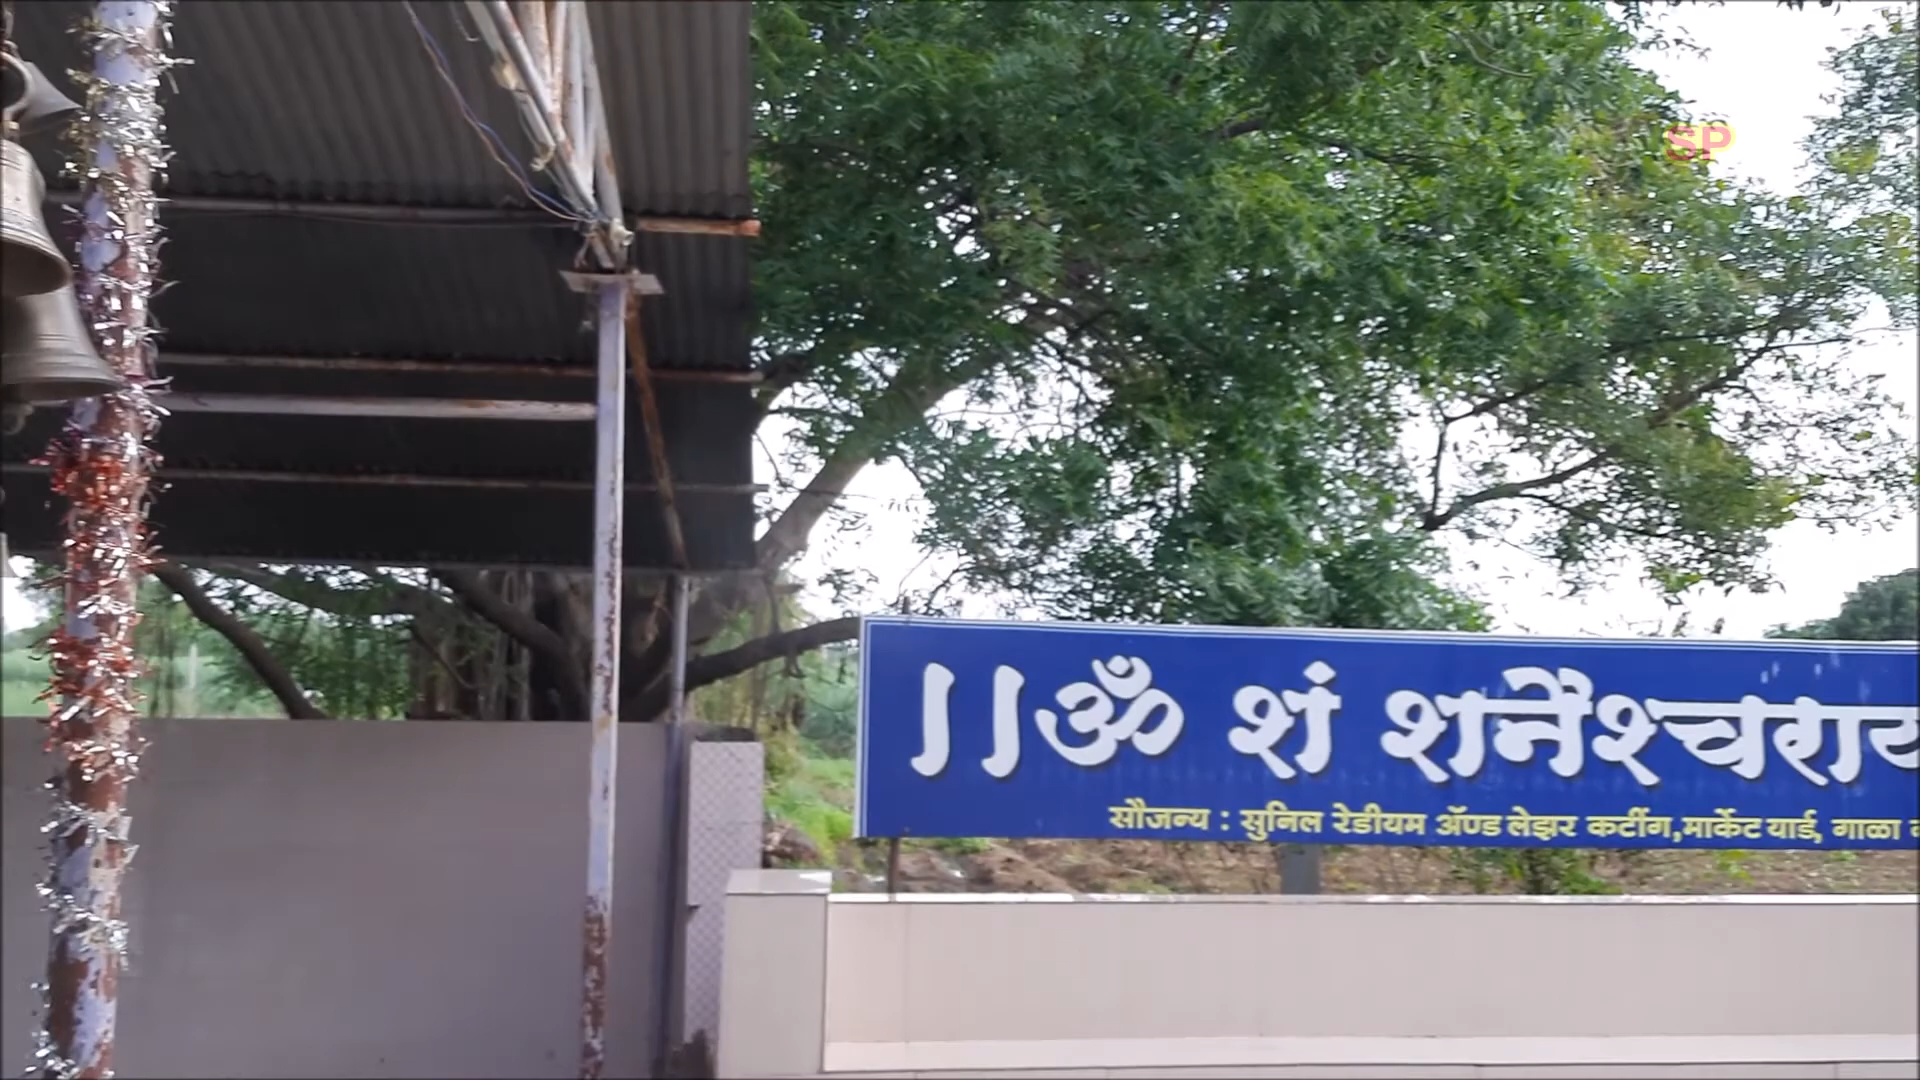 SP
||ॐ शं शनैश्चराय
सौजन्य : सुनिल रेडीयम ॲण्ड लेझर कटींग,मार्केट यार्ड, गाळा